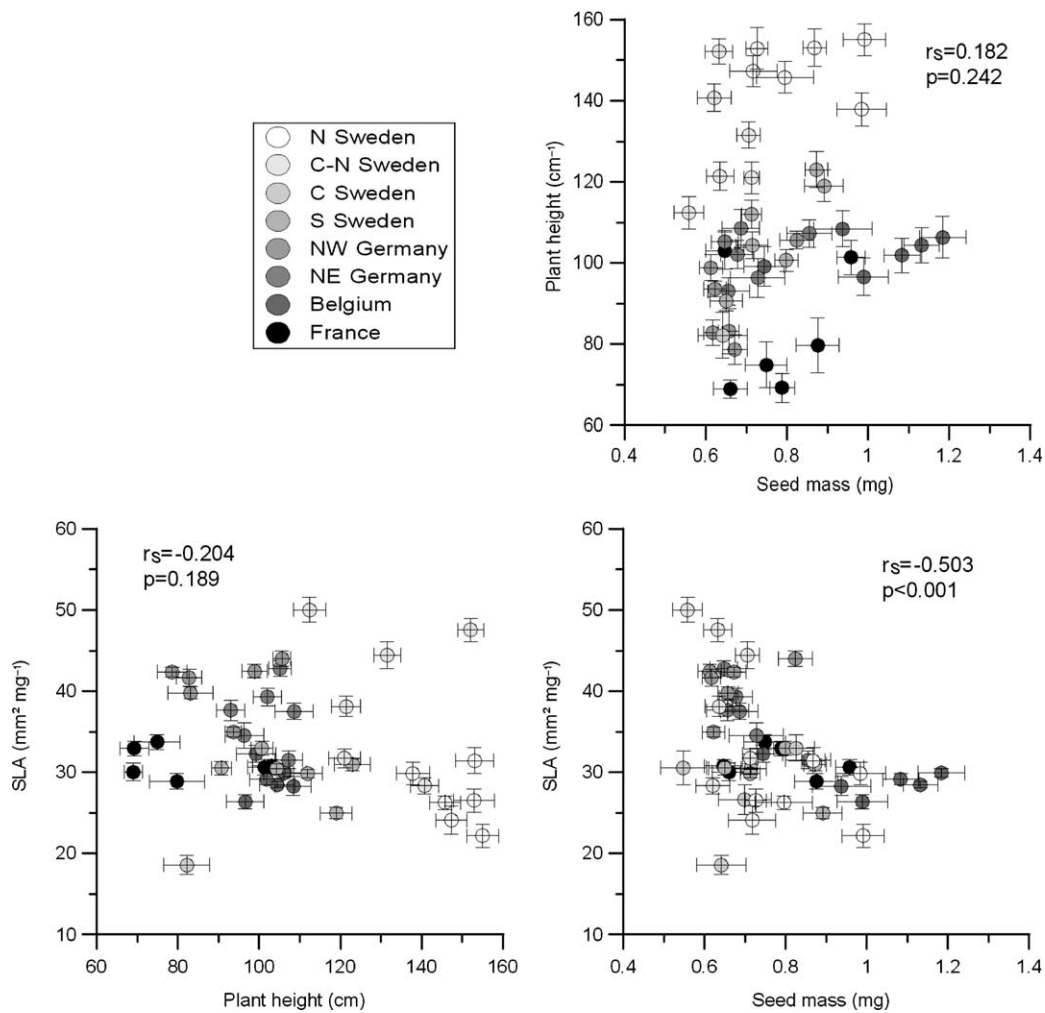 N Sweden
C-N Sweden
C Sweden
S Sweden
NW Germany
NE Germany
Belgium
France
160
140
120
100
80
60
Plant height (cm⁻¹)
rs=0.182
p=0.242
0.4
0.6
0.8
1
1.2
1.4
Seed mass (mg)
60
50
40
30
20
10
SLA (mm² mg⁻¹)
rs=-0.204
p=0.189
60
80
100
120
140
160
Plant height (cm)
60
50
40
30
20
10
SLA (mm² mg⁻¹)
rs=-0.503
p<0.001
0.4
0.6
0.8
1
1.2
1.4
Seed mass (mg)